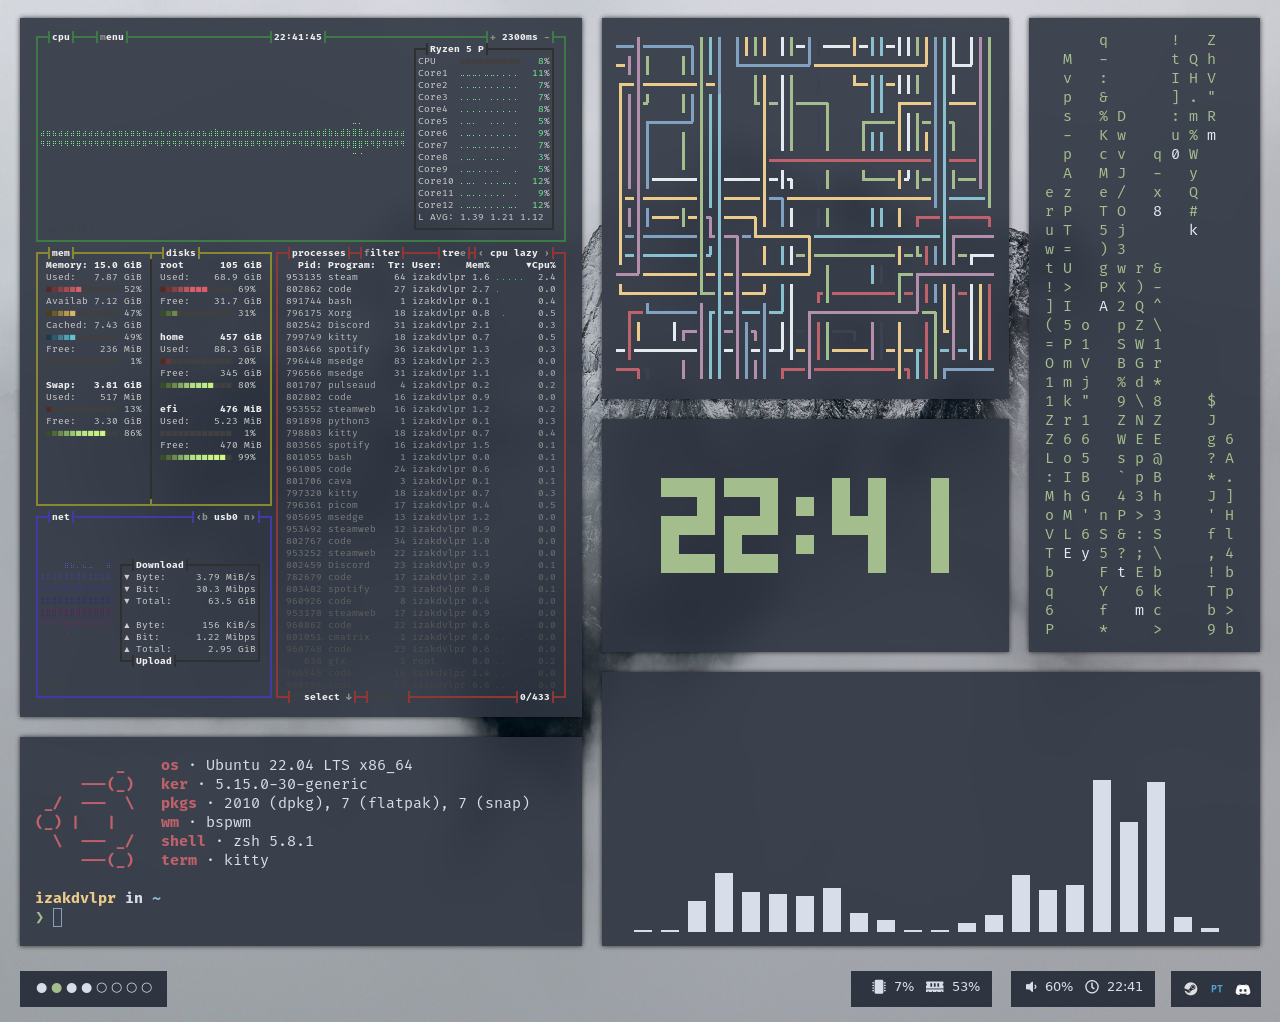 cpu menu 22:41:45 + 2300ms -
Ryzen 5 P
CPU 8%
Core1 11%
Core2 7%
Core3 7%
Core4 8%
Core5 5%
Core6 9%
Core7 7%
Core8 3%
Core9 5%
Core10 12%
Core11 9%
Core12 12%
L AVG: 1.39 1.21 1.12
mem
Memory: 15.0 GiB
Used: 7.87 GiB
52%
Availab 7.12 GiB
47%
Cached: 7.43 GiB
49%
Free: 236 MiB
1%
Swap: 3.81 GiB
Used: 517 MiB
13%
Free: 3.30 GiB
86%
disks
root 105 GiB
Used: 68.9 GiB
69%
Free: 31.7 GiB
31%
home 457 GiB
Used: 88.3 GiB
20%
Free: 345 GiB
80%
efi 476 MiB
Used: 5.23 MiB
1%
Free: 470 MiB
99%
net ‹b usb0 n›
Download
▼ Byte: 3.79 MiB/s
▼ Bit: 30.3 Mibps
▼ Total: 63.5 GiB
▲ Byte: 156 KiB/s
▲ Bit: 1.22 Mibps
▲ Total: 2.95 GiB
Upload
processes filter tree ‹ cpu lazy ›
Pid: Program: Tr: User: Mem% ▼Cpu%
953135 steam 64 izakdvlpr 1.6 2.4
802862 code 27 izakdvlpr 2.7 0.0
891744 bash 1 izakdvlpr 0.1 0.4
796175 Xorg 18 izakdvlpr 0.8 0.5
802542 Discord 31 izakdvlpr 2.1 0.3
799749 kitty 18 izakdvlpr 0.7 0.5
803466 spotify 36 izakdvlpr 1.3 0.3
796448 msedge 83 izakdvlpr 2.3 0.0
796566 msedge 31 izakdvlpr 1.1 0.0
801707 pulseaud 4 izakdvlpr 0.2 0.2
802802 code 16 izakdvlpr 0.9 0.0
953552 steamweb 16 izakdvlpr 1.2 0.2
891898 python3 1 izakdvlpr 0.1 0.7
798803 kitty 18 izakdvlpr 0.7 0.4
803565 spotify 16 izakdvlpr 1.5 0.1
801055 bash 1 izakdvlpr 0.0 0.1
961005 code 24 izakdvlpr 0.6 0.1
801706 cava 3 izakdvlpr 0.1 0.1
797320 kitty 18 izakdvlpr 0.7 0.3
796361 picom 17 izakdvlpr 0.4 0.5
905695 msedge 13 izakdvlpr 1.2 0.0
953492 steamweb 12 izakdvlpr 0.9 0.0
802767 code 34 izakdvlpr 1.0 0.0
953252 steamweb 22 izakdvlpr 1.1 0.0
802459 Discord 23 izakdvlpr 0.9 0.1
782679 code 17 izakdvlpr 2.0 0.0
803402 spotify 23 izakdvlpr 0.8 0.1
960926 code 8 izakdvlpr 0.4 0.1
953178 steamweb 17 izakdvlpr 0.9 0.0
960862 code 22 izakdvlpr 0.6 0.0
801051 cmatrix 1 izakdvlpr 0.0 0.0
960748 code 23 izakdvlpr 0.6 0.0
select ↓ 0/433
22:41
os · Ubuntu 22.04 LTS x86_64
ker · 5.15.0-30-generic
pkgs · 2010 (dpkg), 7 (flatpak), 7 (snap)
wm · bspwm
shell · zsh 5.8.1
term · kitty
izakdvlpr in ~
❯
7% 53%
60% 22:41
PT